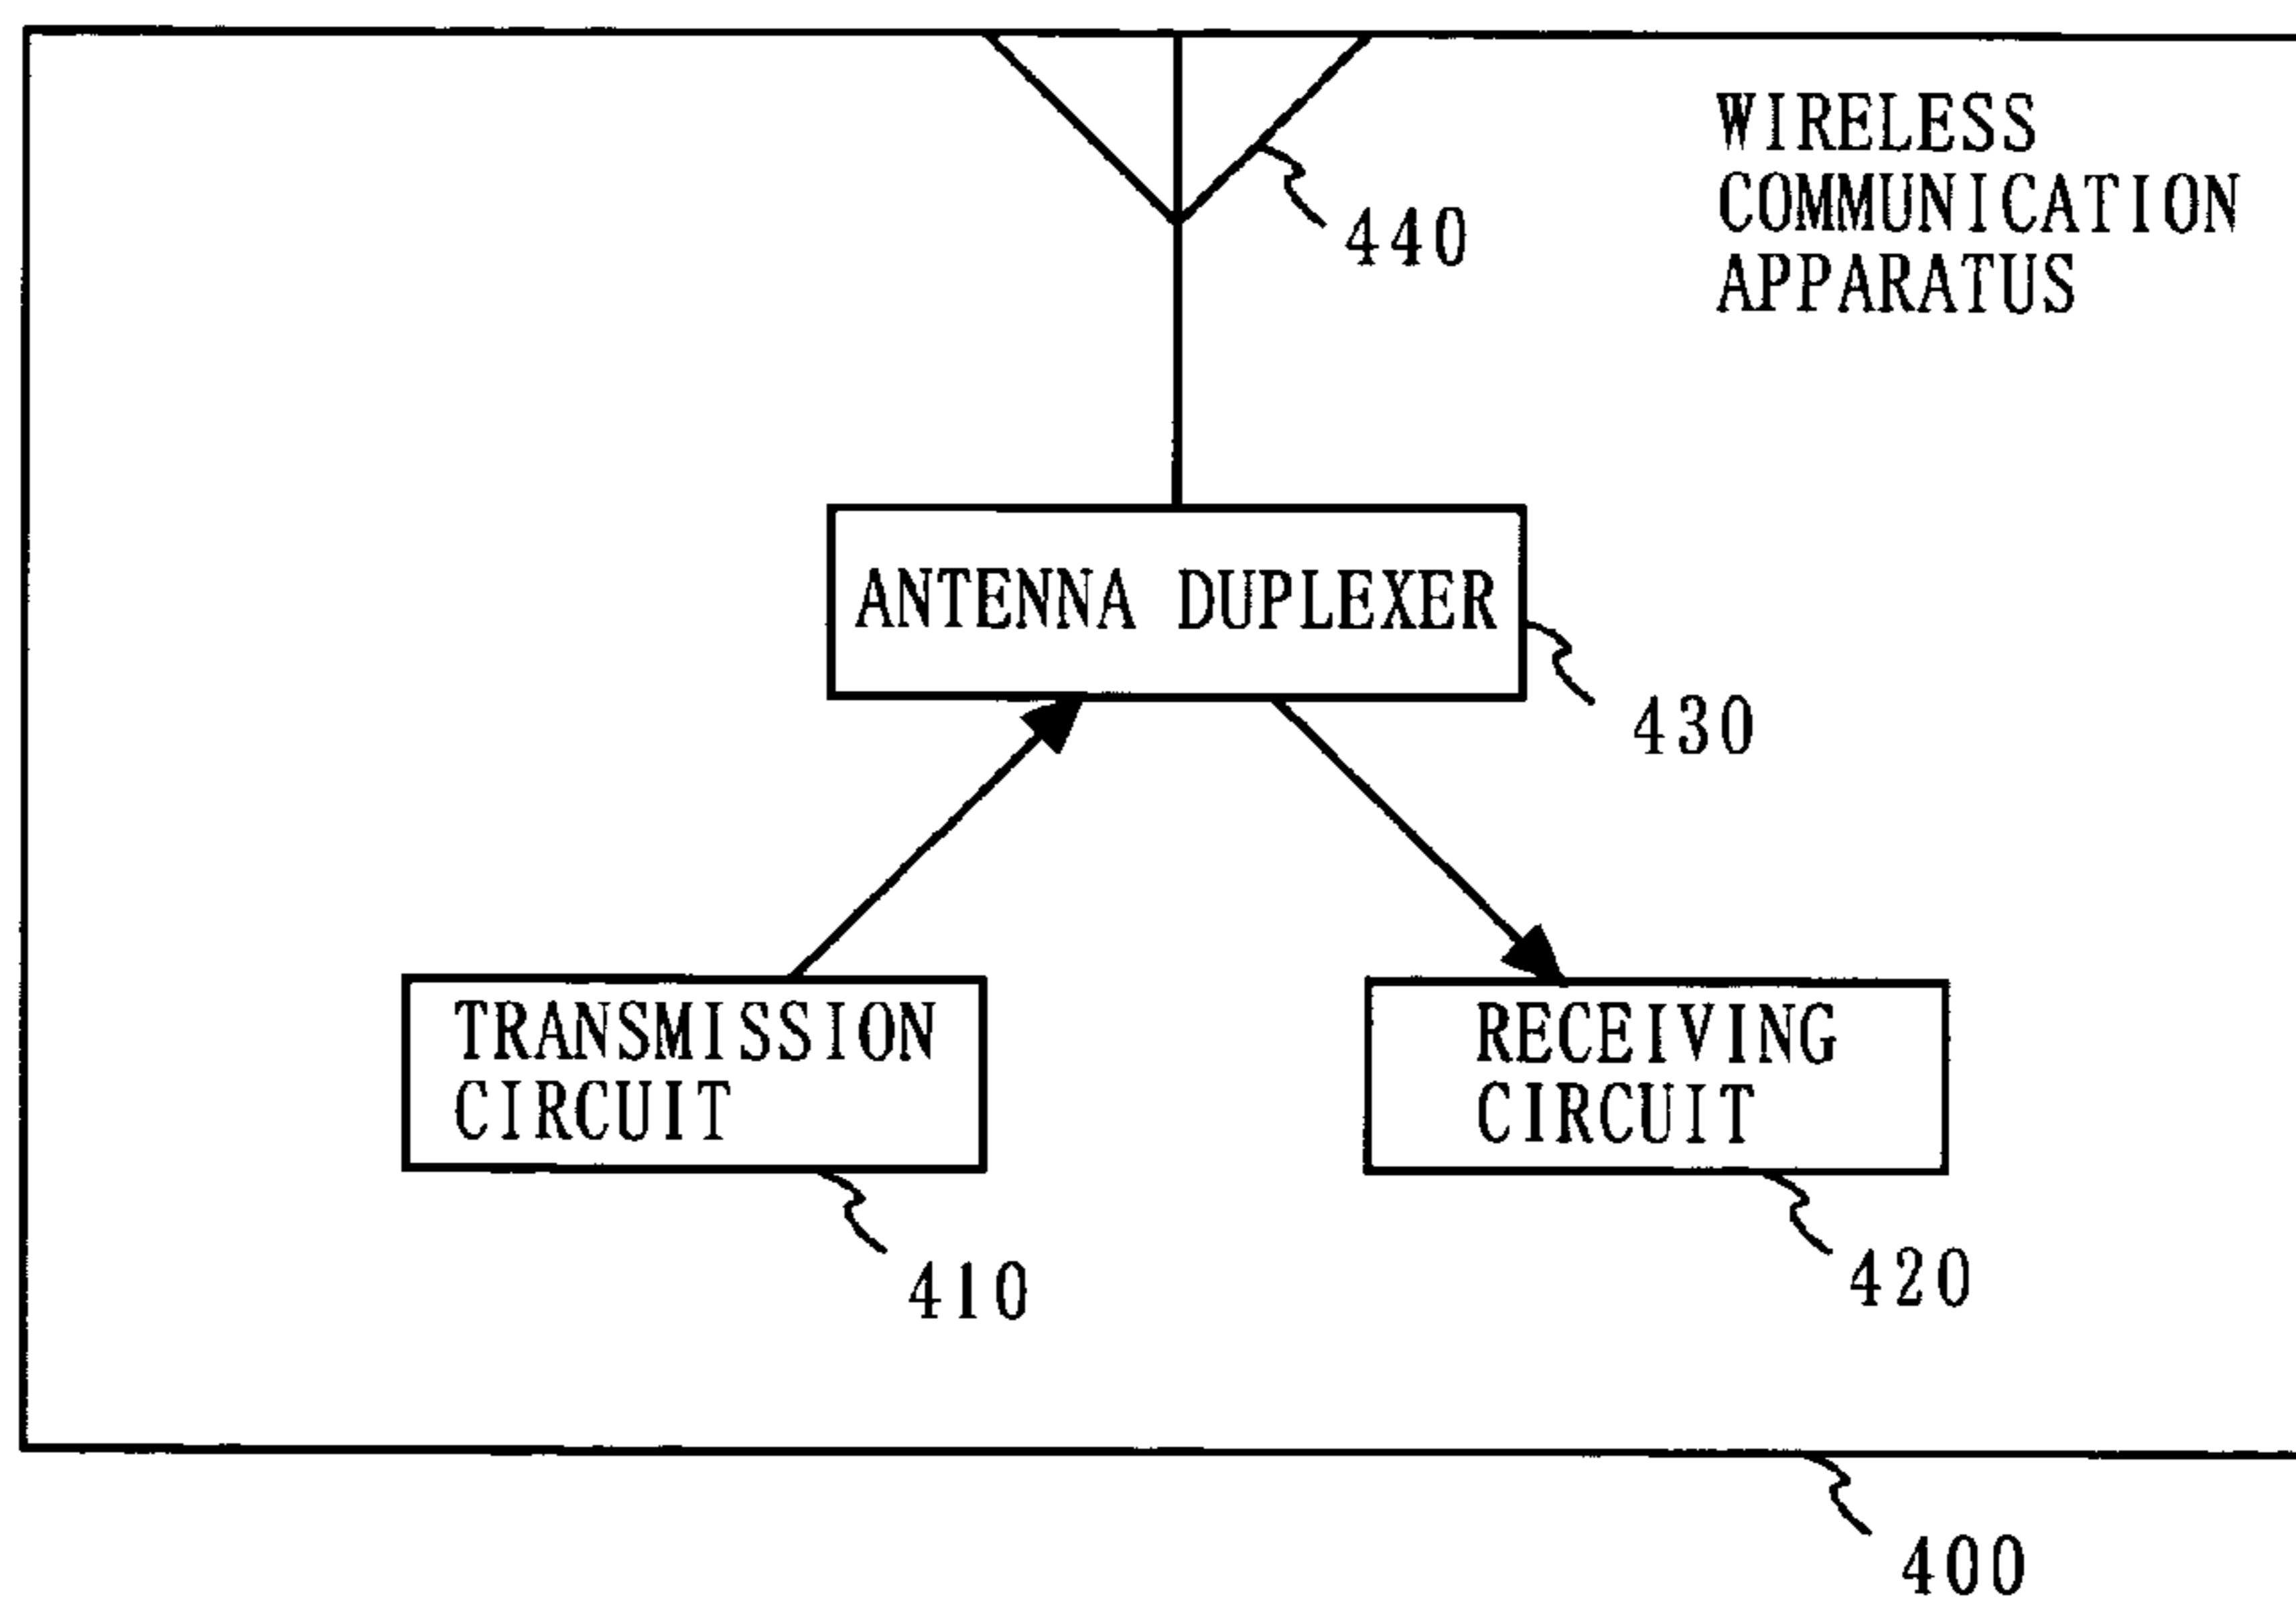 WIRELESS
COMMUNICATION
APPARATUS
440
ANTENNA DUPLEXER
430
TRANSMISSION
CIRCUIT
RECEIVING
CIRCUIT
410
420
400